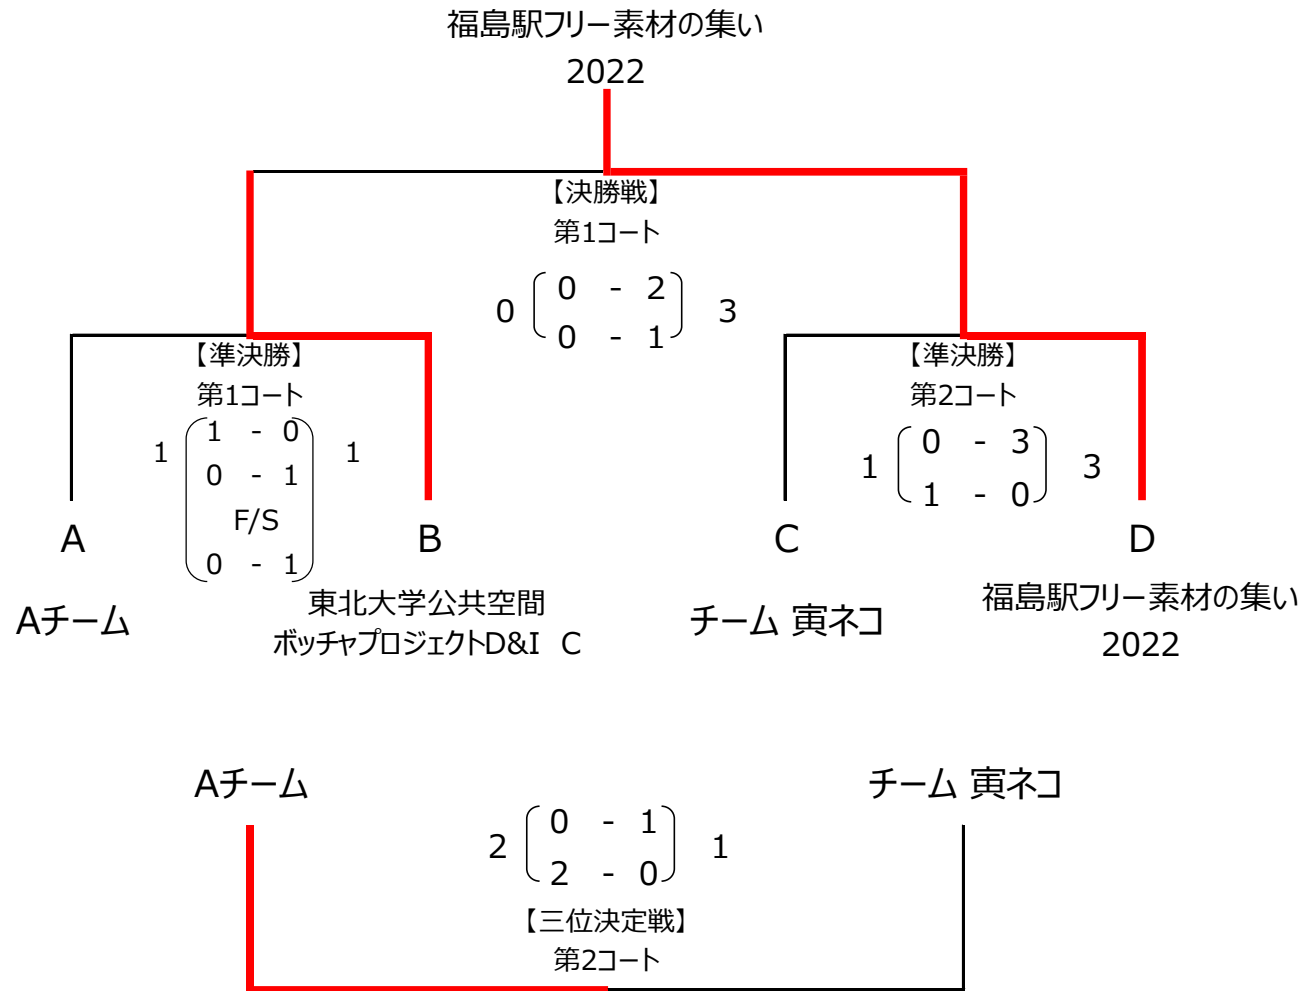 福島駅フリー素材の集い
2022
【決勝戦】
第1コート
0 0 - 2 3
0 - 1
【準決勝】
第1コート
1 1 - 0 1
0 - 1
F/S
0 - 1
【準決勝】
第2コート
1 0 - 3 3
1 - 0
A B C D
Aチーム
東北大学公共空間
ボッチャプロジェクトD&I C
チーム 寅ネコ
福島駅フリー素材の集い
2022
Aチーム チーム 寅ネコ
2 0 - 1 1
2 - 0
【三位決定戦】
第2コート